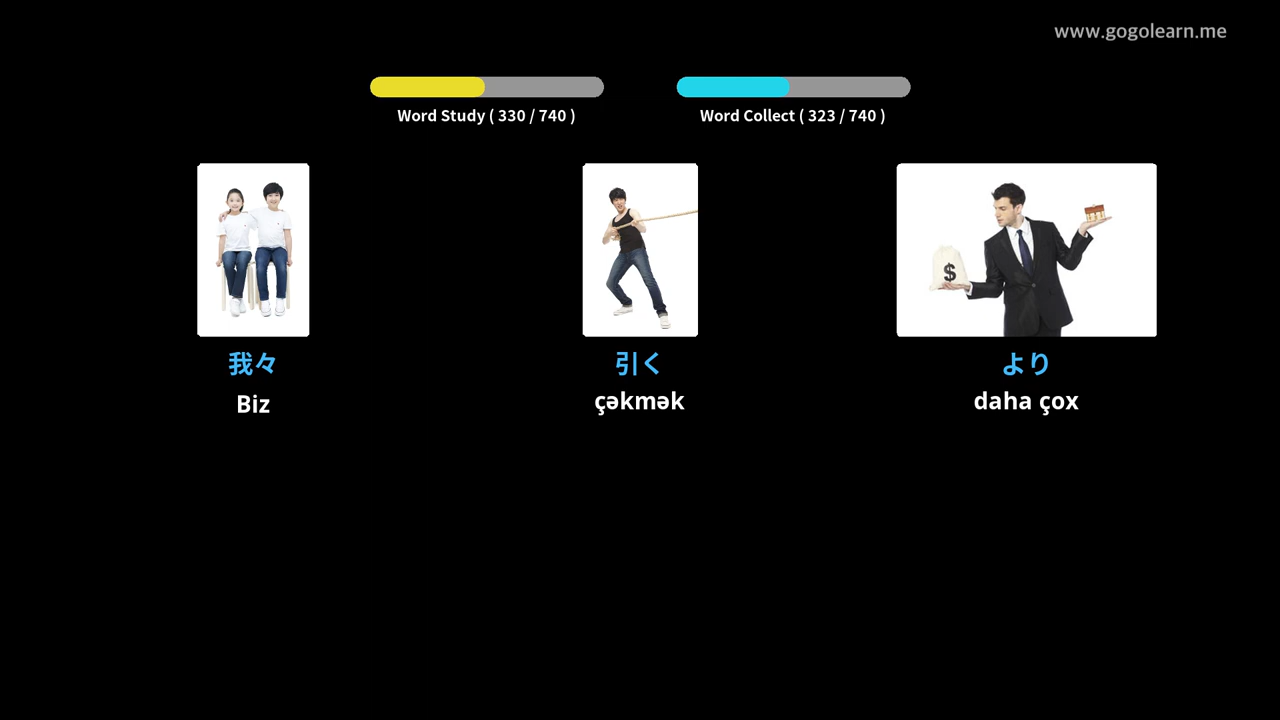 www.gogolearn.me
Word Study ( 330 / 740 )
Word Collect ( 323 / 740 )
$
我々
引く
より
Biz
çəkmək
daha çox